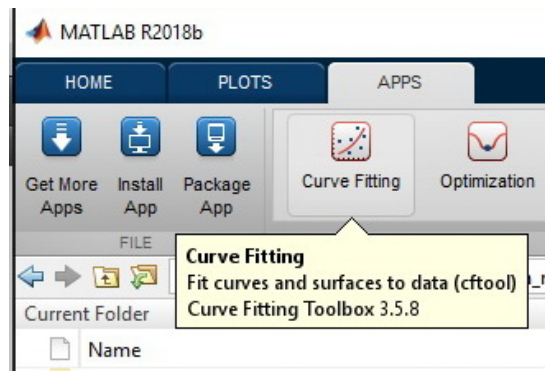 MATLAB R2018b
HOME PLOTS APPS
Get More Apps
Install App
Package App
Curve Fitting
Optimization
FILE
Curve Fitting
Fit curves and surfaces to data (cftool)
Curve Fitting Toolbox 3.5.8
Current Folder
Name